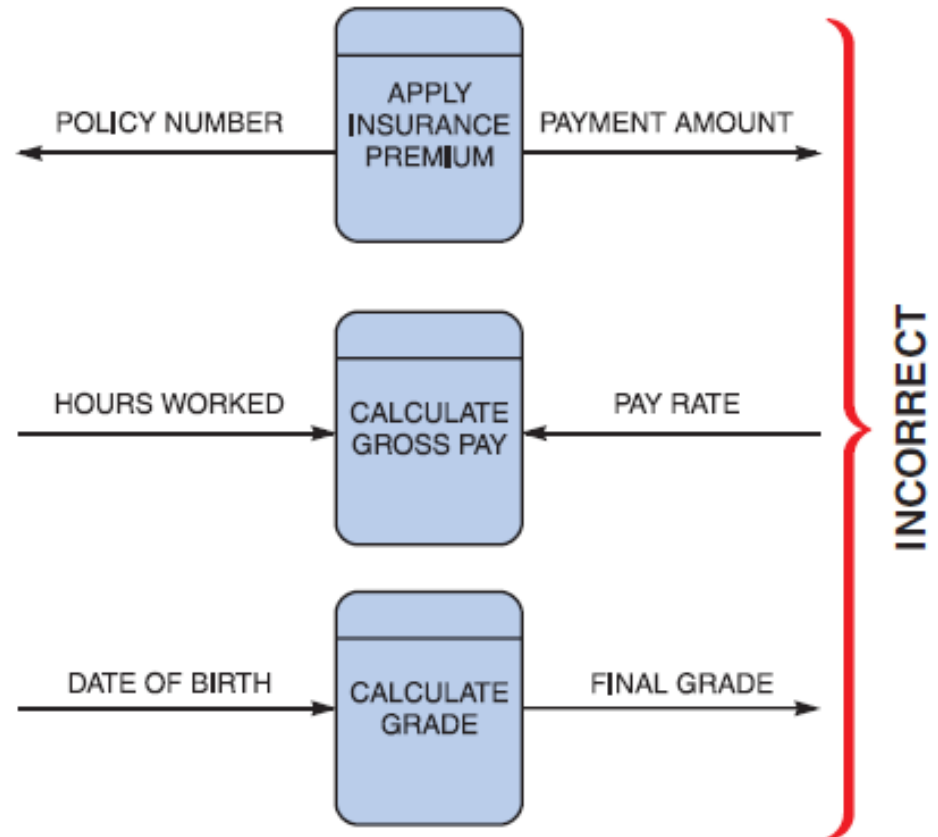 APPLY
INSURANCE
PREMIUM
POLICY NUMBER
PAYMENT AMOUNT
HOURS WORKED
CALCULATE
GROSS PAY
PAY RATE
DATE OF BIRTH
CALCULATE
GRADE
FINAL GRADE
INCORRECT